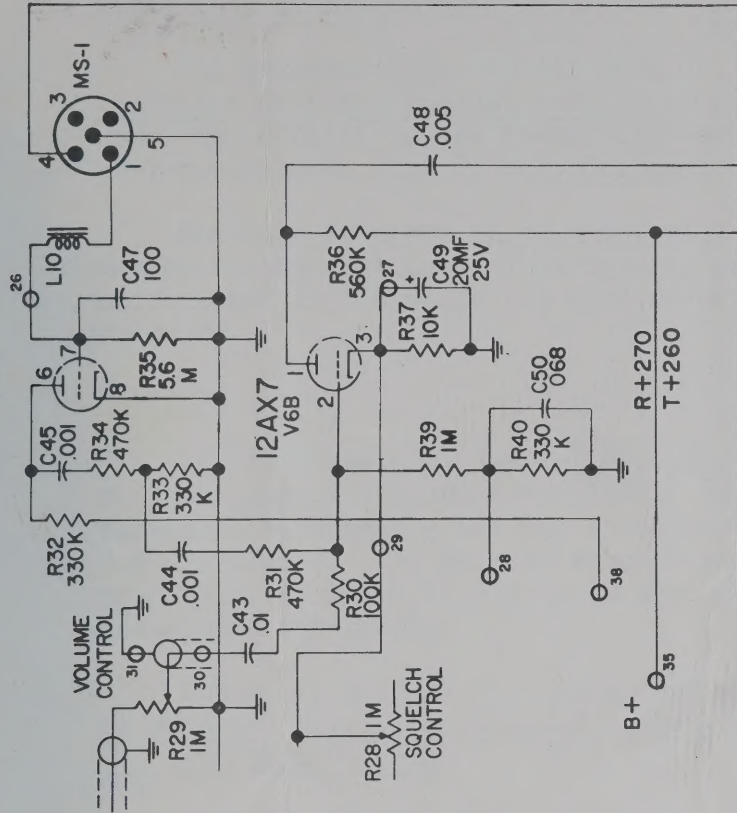 MS-1
3
4
2
1
5
26
L10
C47
100
6
7
8
R35
5.6
M
C45
.001
R34
470K
R33
330
K
R32
330K
C44
.001
R31
470K
12AX7
V6B
1
2
3
R36
560K
C48
.005
27
+
C49
20MF
25V
R37
10K
R39
1M
C50
.068
R40
330
K
VOLUME
CONTROL
31
30
C43
.01
R30
100K
29
28
38
R29
1M
R28
1M
SQUELCH
CONTROL
R+270
T+260
B+
35